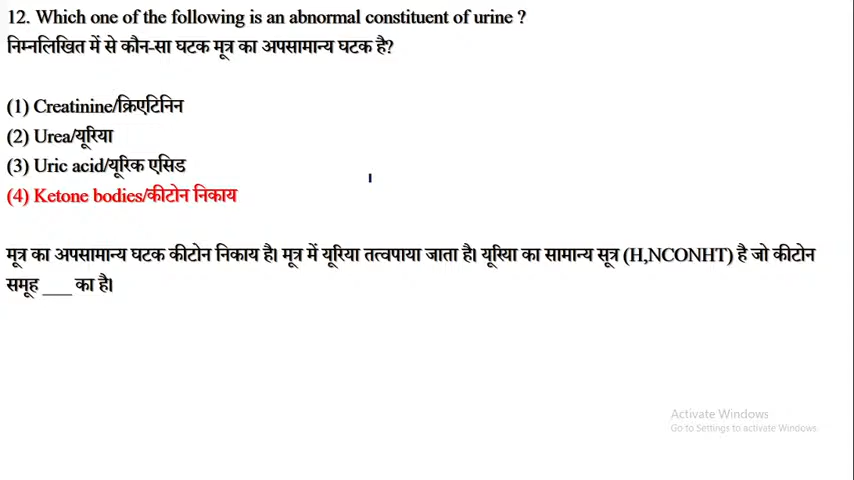 12. Which one of the following is an abnormal constituent of urine ?
निम्नलिखित में से कौन-सा घटक मूत्र का अपसामान्य घटक है?
(1) Creatinine/क्रिएटिनिन
(2) Urea/यूरिया
(3) Uric acid/यूरिक एसिड
(4) Ketone bodies/कीटोन निकाय
मूत्र का अपसामान्य घटक कीटोन निकाय है। मूत्र में यूरिया तत्वपाया जाता है। यूरिया का सामान्य सूत्र (H,NCONHT) है जो कीटोन
समूह ___ का है।
Activate Windows
Go to Settings to activate Windows.